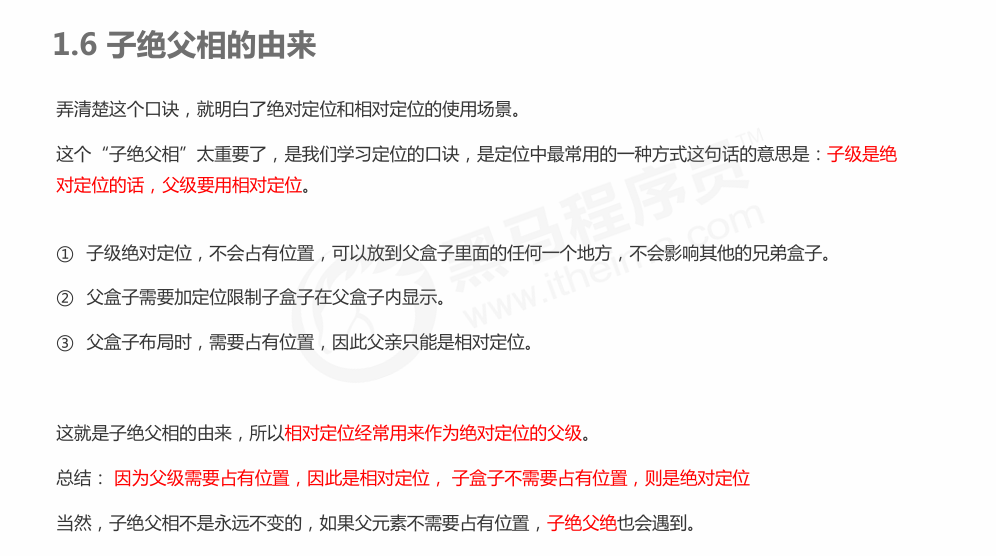 1.6 子绝父相的由来
弄清楚这个口诀，就明白了绝对定位和相对定位的使用场景。
这个“子绝父相”太重要了，是我们学习定位的口诀，是定位中最常用的一种方式这句话的意思是：子级是绝
对定位的话，父级要用相对定位。
① 子级绝对定位，不会占有位置，可以放到父盒子里面的任何一个地方，不会影响其他的兄弟盒子。
② 父盒子需要加定位限制子盒子在父盒子内显示。
③ 父盒子布局时，需要占有位置，因此父亲只能是相对定位。
这就是子绝父相的由来，所以相对定位经常用来作为绝对定位的父级。
总结： 因为父级需要占有位置，因此是相对定位， 子盒子不需要占有位置，则是绝对定位
当然，子绝父相不是永远不变的，如果父元素不需要占有位置，子绝父绝也会遇到。
黑马程序员 TM